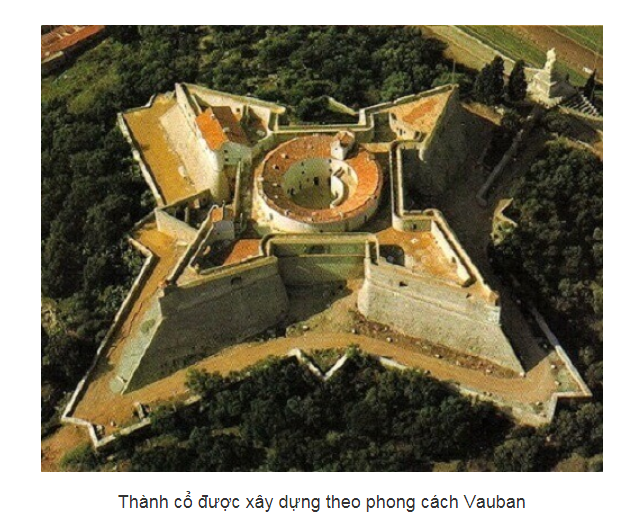 Thành cổ được xây dựng theo phong cách Vauban